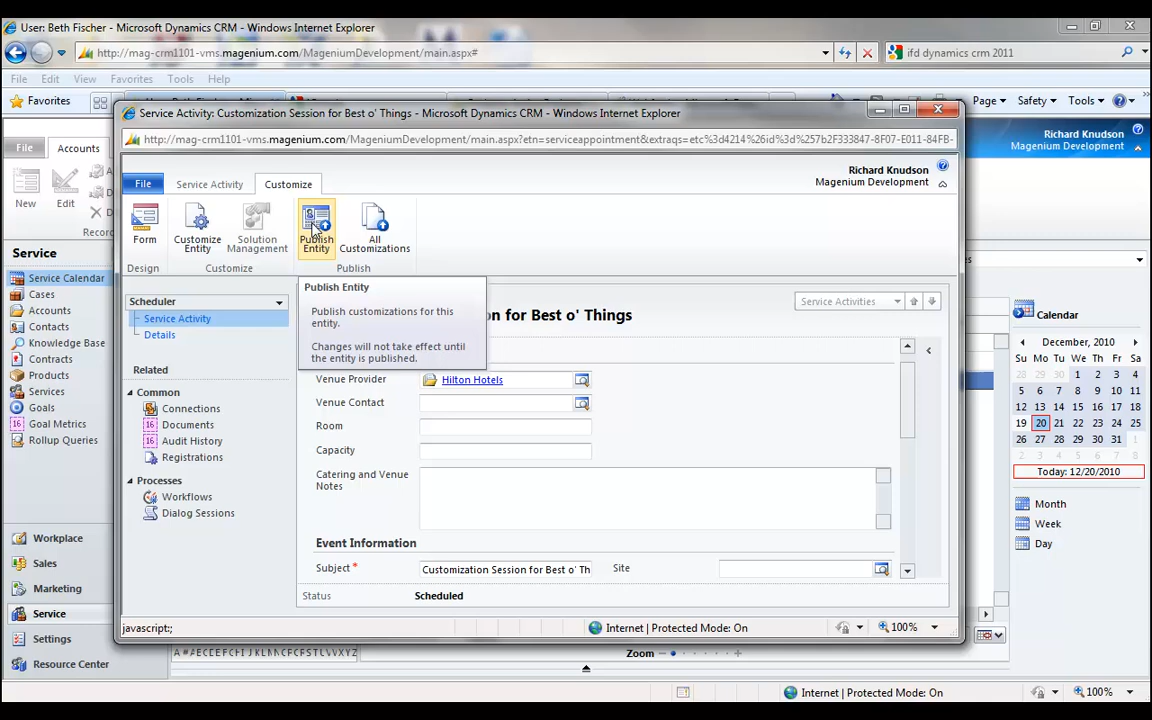 User: Beth Fischer - Microsoft Dynamics CRM - Windows Internet Explorer
http://mag-crm1101-vms.magenium.com/MageniumDevelopment/main.aspx#
ifd dynamics crm 2011
File Edit View Favorites Tools Help
Favorites
Page Safety Tools
Service Activity: Customization Session for Best o' Things - Microsoft Dynamics CRM - Windows Internet Explorer
http://mag-crm1101-vms.magenium.com/MageniumDevelopment/main.aspx?etn=serviceappointment&extraqs=etc%3d4214%26id%3d%257b2F333847-8F07-E011-84FB-
Richard Knudson
Magenium Development
File Accounts
New
Edit
Record
Richard Knudson
Magenium Development
File Service Activity Customize
Form
Customize Entity
Solution Management
Publish Entity
All Customizations
Design Customize Publish
Publish Entity
Publish customizations for this
entity.
Changes will not take effect until
the entity is published.
Service
Service Calendar
Cases
Accounts
Contacts
Knowledge Base
Contracts
Products
Services
Goals
Goal Metrics
Rollup Queries
Workplace
Sales
Marketing
Service
Settings
Resource Center
Scheduler
Service Activity
Details
Related
Common
Connections
Documents
Audit History
Registrations
Processes
Workflows
Dialog Sessions
Service Activities
n for Best o' Things
Venue Provider Hilton Hotels
Venue Contact
Room
Capacity
Catering and Venue
Notes
Event Information
Subject * Customization Session for Best o' Th Site
Status Scheduled
javascript:; Internet | Protected Mode: On 100%
Calendar
December, 2010
Su Mo Tu We Th Fr Sa
28 29 30 1 2 3 4
5 6 7 8 9 10 11
12 13 14 15 16 17 18
19 20 21 22 23 24 25
26 27 28 29 30 31 1
2 3 4 5 6 7 8
Today: 12/20/2010
Month
Week
Day
Zoom
Internet | Protected Mode: On 100%